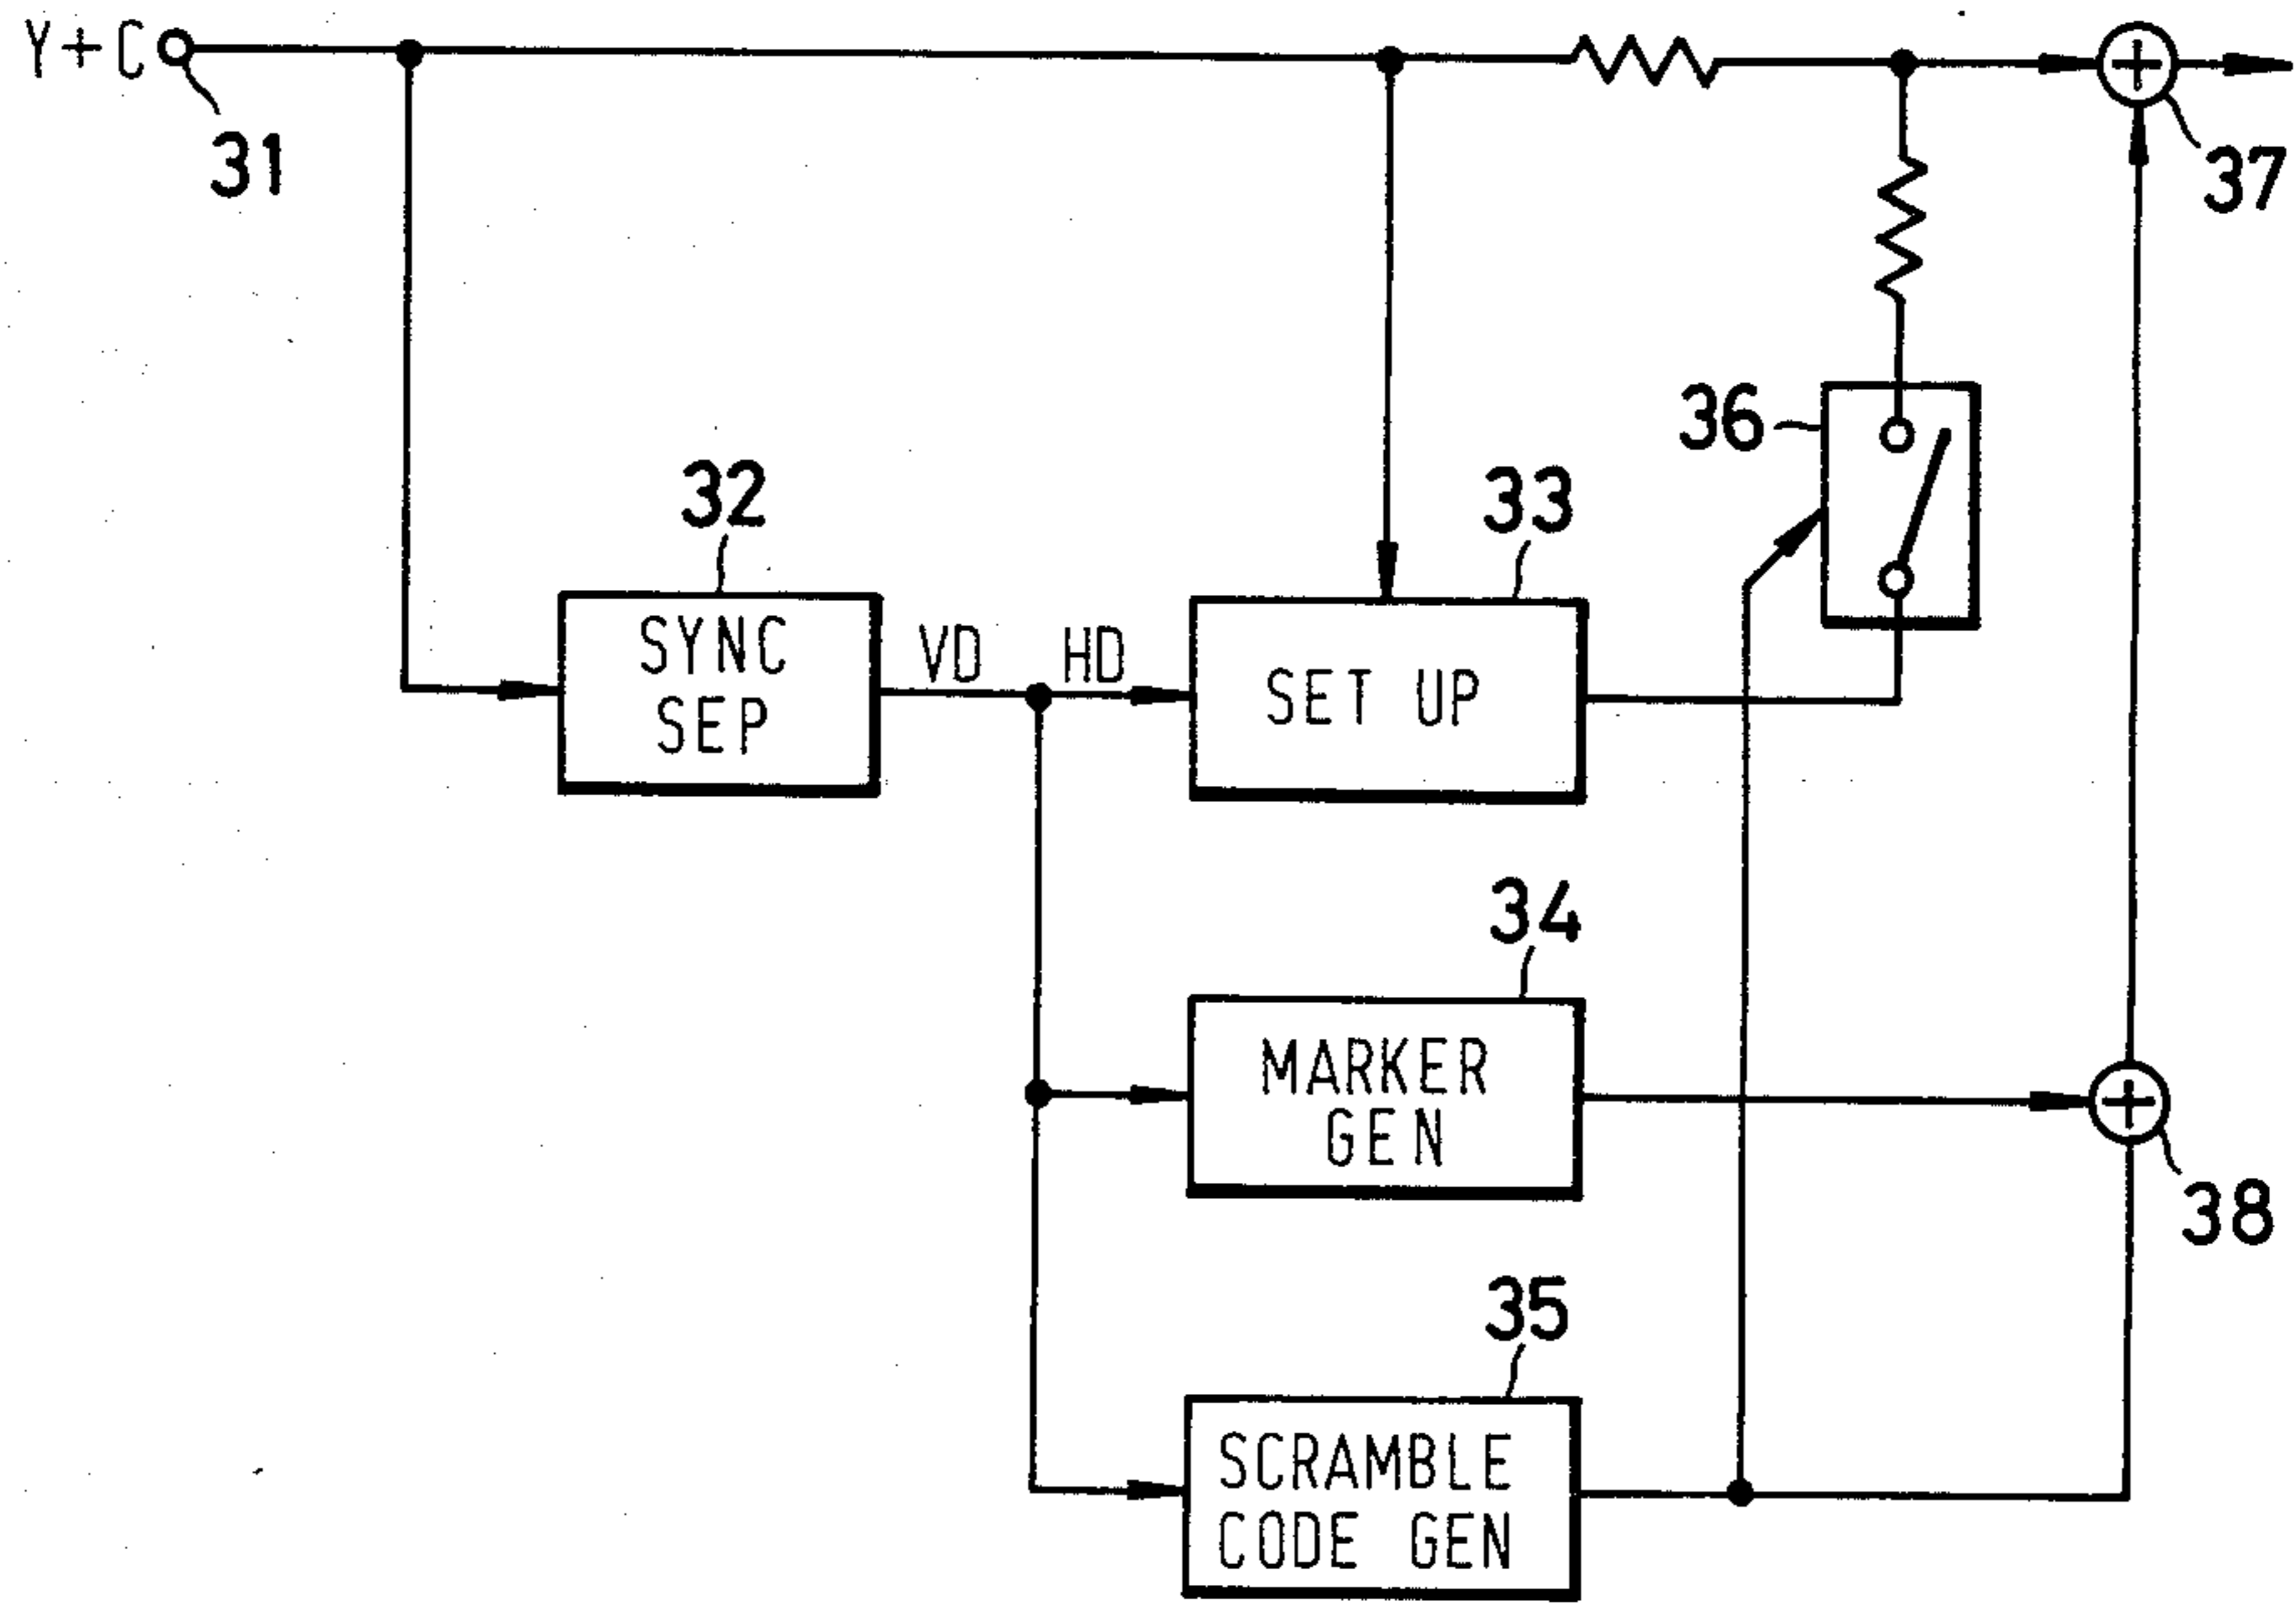 Y+C
31
37
36
32
33
SYNC
SEP
VD
HD
SET UP
34
MARKER
GEN
38
35
SCRAMBLE
CODE GEN